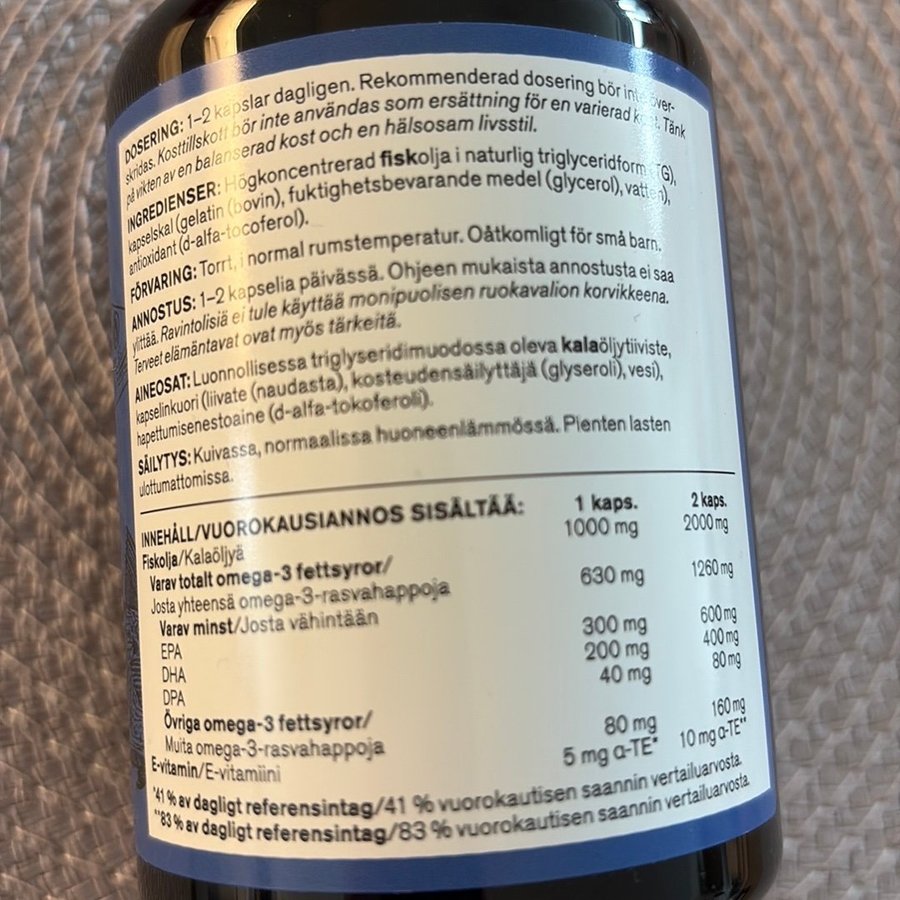 DOSERING: 1–2 kapslar dagligen. Rekommenderad dosering bör inte över-
skridas. Kosttillskott bör inte användas som ersättning för en varierad kost. Tänk
på vikten av en balanserad kost och en hälsosam livsstil.
INGREDIENSER: Högkoncentrerad fiskolja i naturlig triglyceridform (TG),
kapselskal (gelatin (bovin), fuktighetsbevarande medel (glycerol), vatten),
antioxidant (d-alfa-tocoferol).
FÖRVARING: Torrt, i normal rumstemperatur. Oåtkomligt för små barn.
ANNOSTUS: 1–2 kapselia päivässä. Ohjeen mukaista annostusta ei saa
ylittää. Ravintolisiä ei tule käyttää monipuolisen ruokavalion korvikkeena.
Terveet elämäntavat ovat myös tärkeitä.
AINEOSAT: Luonnollisessa triglyseridimuodossa oleva kalaöljytiiviste,
kapselinkuori (liivate (naudasta), kosteudensäilyttäjä (glyseroli), vesi),
hapettumisenestoaine (d-alfa-tokoferoli).
SÄILYTYS: Kuivassa, normaalissa huoneenlämmössä. Pienten lasten
ulottumattomissa.
INNEHÅLL/VUOROKAUSIANNOS SISÄLTÄÄ: 1 kaps. 2 kaps.
Fiskolja/Kalaöljyä 1000 mg 2000 mg
Varav totalt omega-3 fettsyror/
Josta yhteensä omega-3-rasvahappoja 630 mg 1260 mg
Varav minst/Josta vähintään
EPA 300 mg 600 mg
DHA 200 mg 400 mg
DPA 40 mg 80 mg
Övriga omega-3 fettsyror/
Muita omega-3-rasvahappoja 80 mg 160 mg
E-vitamin/E-vitamiini 5 mg α-TE* 10 mg α-TE**
*41 % av dagligt referensintag/41 % vuorokautisen saannin vertailuarvosta.
**83 % av dagligt referensintag/83 % vuorokautisen saannin vertailuarvosta.